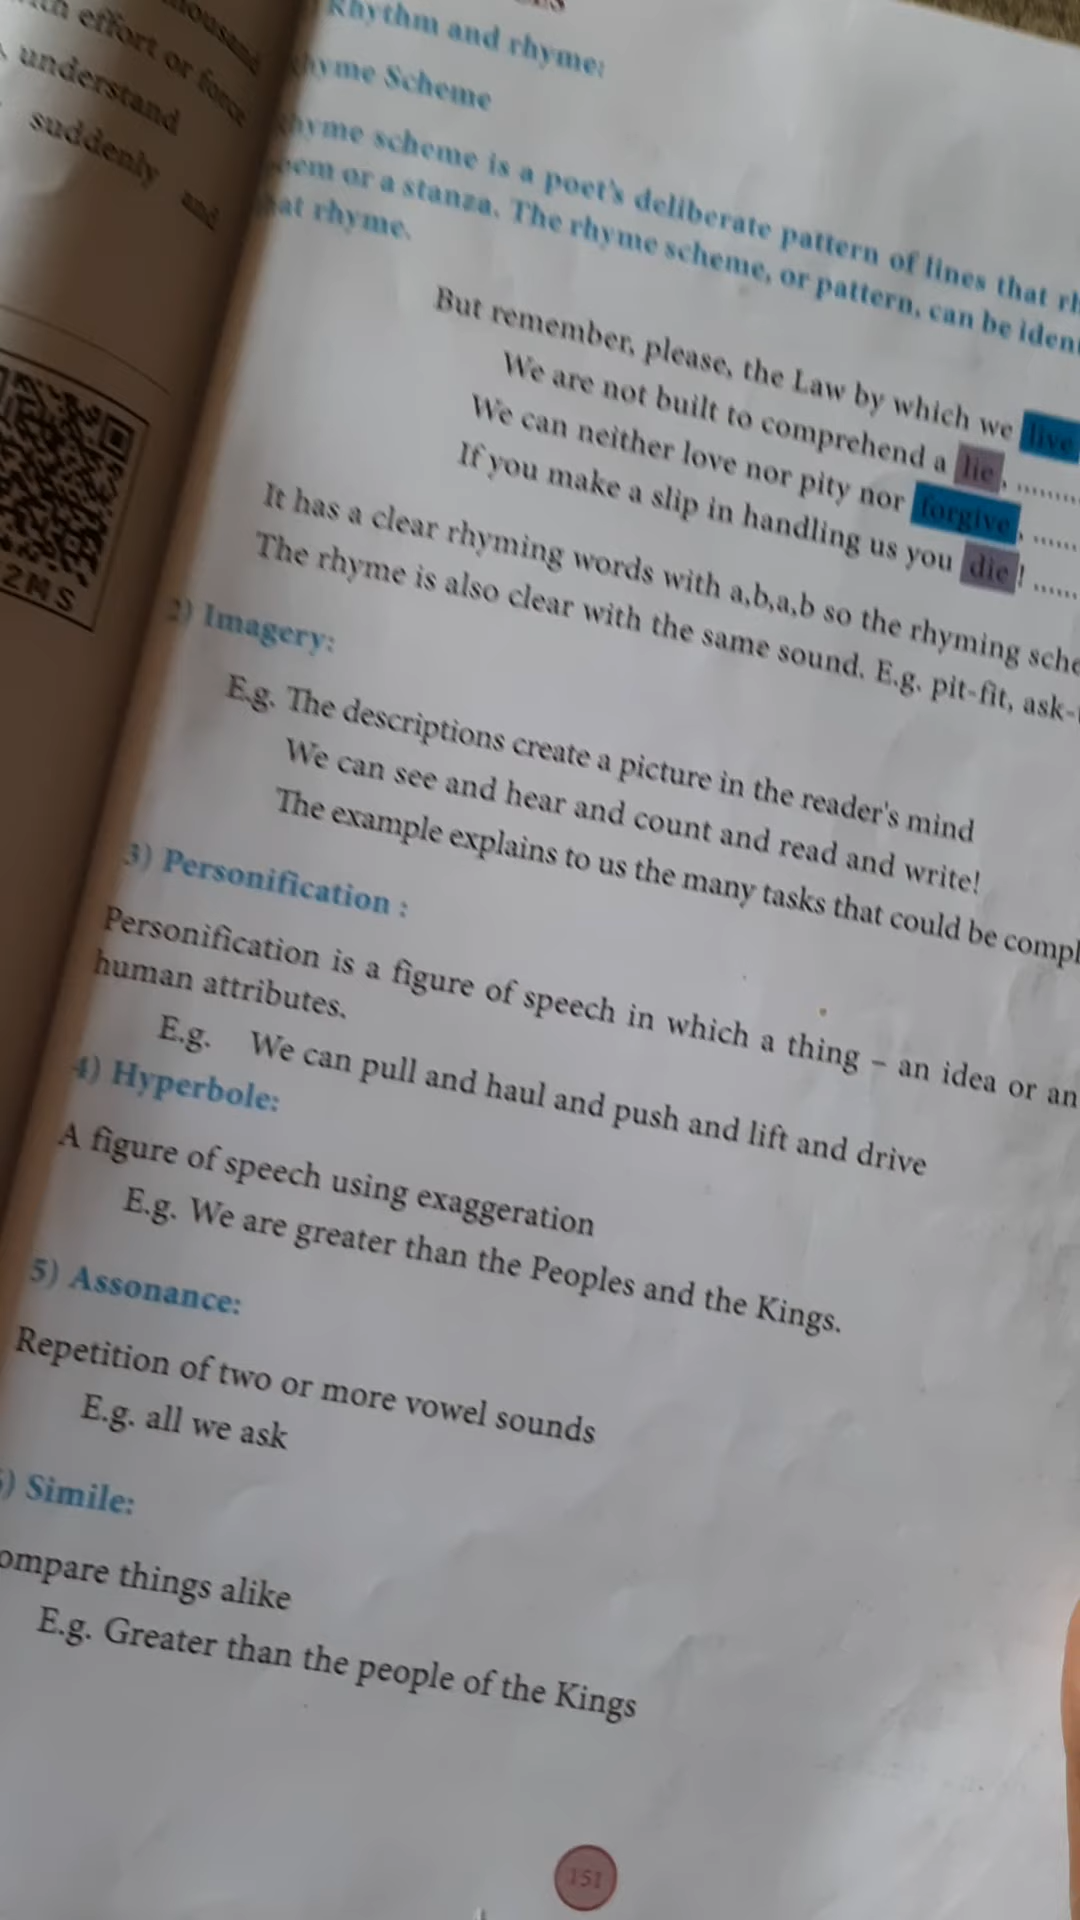 effort or force
understand
suddenly and
2MS
Rhythm and rhyme:
Rhyme Scheme
Rhyme scheme is a poet's deliberate pattern of lines that
or a stanza. The rhyme scheme, or pattern, can be
rhyme.
But remember, please, the Law by which we live
We are not built to comprehend a lie, .........
We can neither love nor pity nor forgive, ......
If you make a slip in handling us you die! ......
It has a clear rhyming words with a,b,a,b so the rhyming
The rhyme is also clear with the same sound. E.g. pit-fit, ask-
2) Imagery:
E.g. The descriptions create a picture in the reader's mind
We can see and hear and count and read and write!
The example explains to us the many tasks that could be
3) Personification :
Personification is a figure of speech in which a thing – an idea or an
human attributes.
E.g. We can pull and haul and push and lift and drive
4) Hyperbole:
A figure of speech using exaggeration
E.g. We are greater than the Peoples and the Kings.
5) Assonance:
Repetition of two or more vowel sounds
E.g. all we ask
) Simile:
ompare things alike
E.g. Greater than the people of the Kings
151